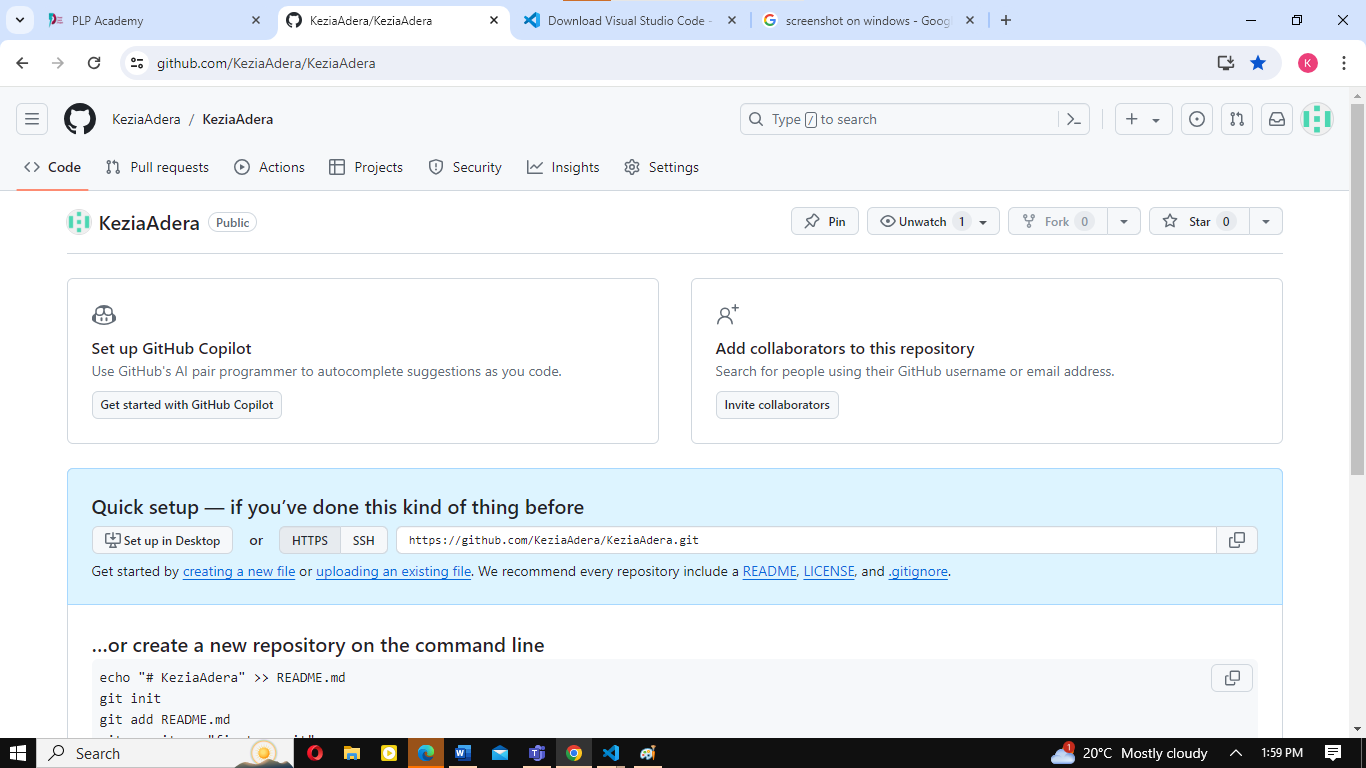 PLP Academy
KeziaAdera/KeziaAdera
Download Visual Studio Code -
screenshot on windows - Goog
github.com/KeziaAdera/KeziaAdera
K
KeziaAdera / KeziaAdera
Type / to search
Code
Pull requests
Actions
Projects
Security
Insights
Settings
KeziaAdera Public
Pin
Unwatch 1
Fork 0
Star 0
Set up GitHub Copilot
Use GitHub's AI pair programmer to autocomplete suggestions as you code.
Get started with GitHub Copilot
Add collaborators to this repository
Search for people using their GitHub username or email address.
Invite collaborators
Quick setup — if you’ve done this kind of thing before
Set up in Desktop or HTTPS SSH https://github.com/KeziaAdera/KeziaAdera.git
Get started by creating a new file or uploading an existing file. We recommend every repository include a README, LICENSE, and .gitignore.
…or create a new repository on the command line
echo "# KeziaAdera" >> README.md
git init
git add README.md
Search
1
20°C Mostly cloudy
1:59 PM